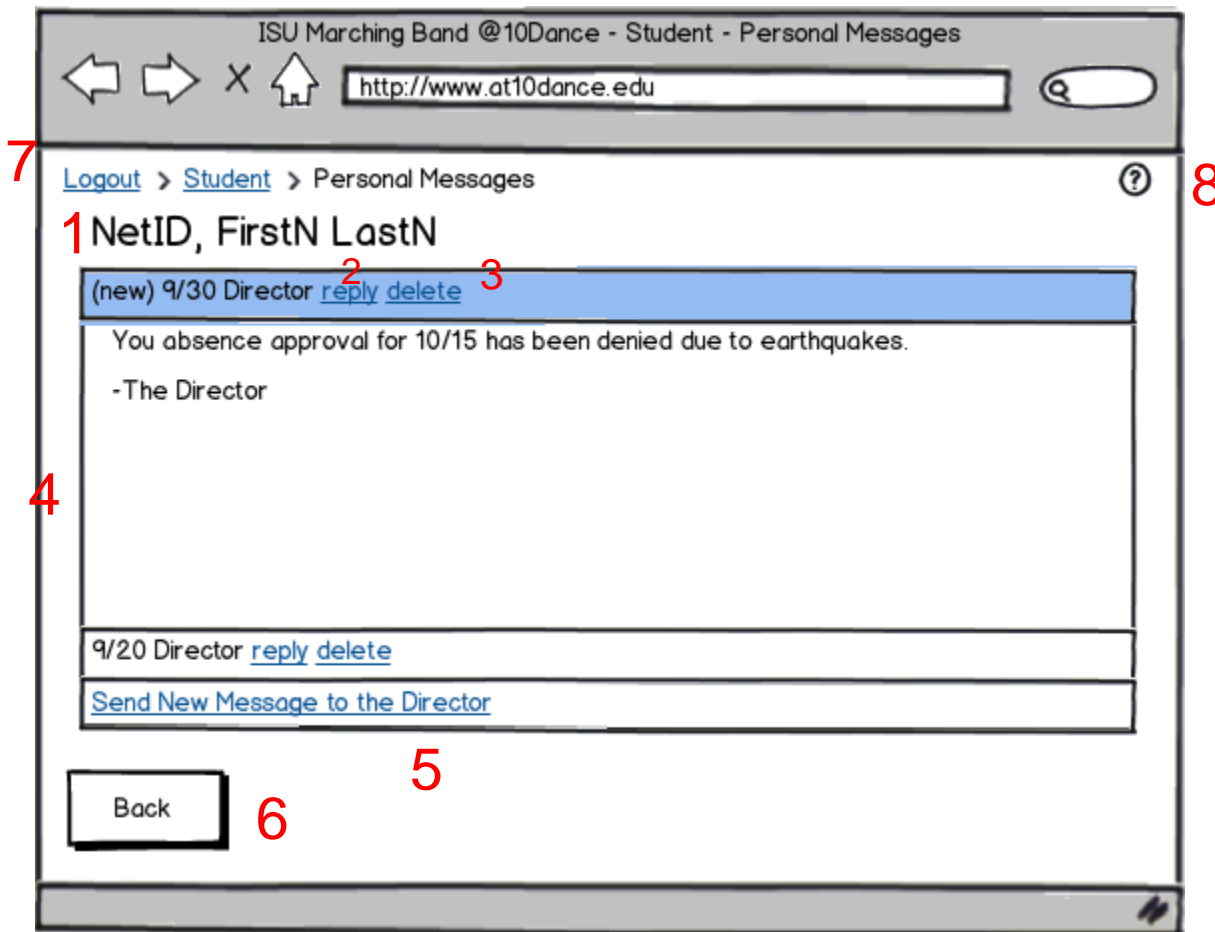 ISU Marching Band @10Dance - Student - Personal Messages
http://www.at10dance.edu
7
Logout > Student > Personal Messages ? 8
1 NetID, FirstN LastN
2 3
(new) 9/30 Director reply delete
You absence approval for 10/15 has been denied due to earthquakes.
-The Director
4
9/20 Director reply delete
Send New Message to the Director
5
Back 6